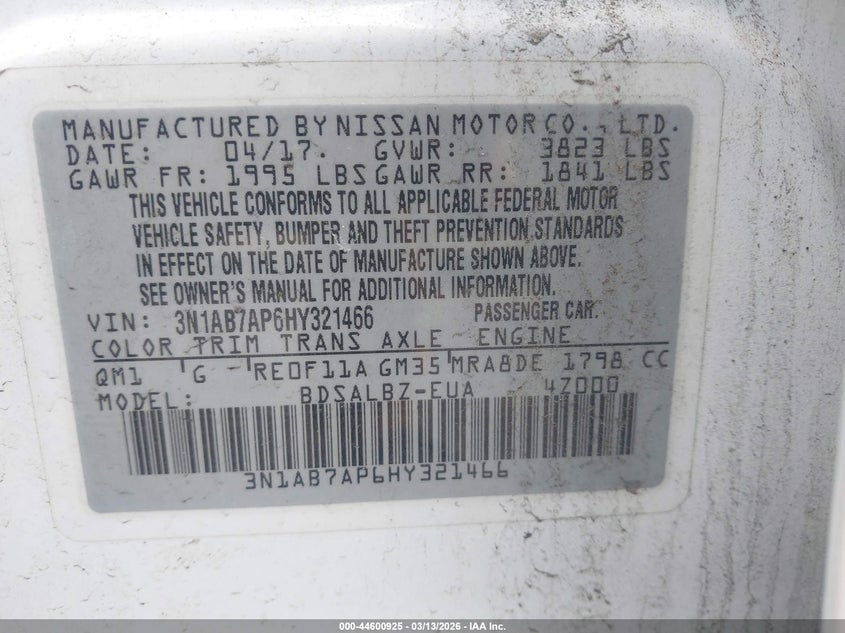 MANUFACTURED BY NISSAN MOTOR CO., LTD.
DATE: 04/17. GVWR: 3823 LBS
GAWR FR: 1995 LBS GAWR RR: 1841 LBS
THIS VEHICLE CONFORMS TO ALL APPLICABLE FEDERAL MOTOR
VEHICLE SAFETY, BUMPER AND THEFT PREVENTION STANDARDS
IN EFFECT ON THE DATE OF MANUFACTURE SHOWN ABOVE.
SEE OWNER'S MANUAL FOR ADDITIONAL INFORMATION.
VIN: 3N1AB7AP6HY321466 PASSENGER CAR.
COLOR TRIM TRANS AXLE ENGINE
QM1 G RE0F11A GM35 MRA8DE 1798 CC
MODEL: BDSALBZ-EUA 4Z000
3N1AB7AP6HY321466
000-44600925 | 03/13/2026 - IAA Inc.